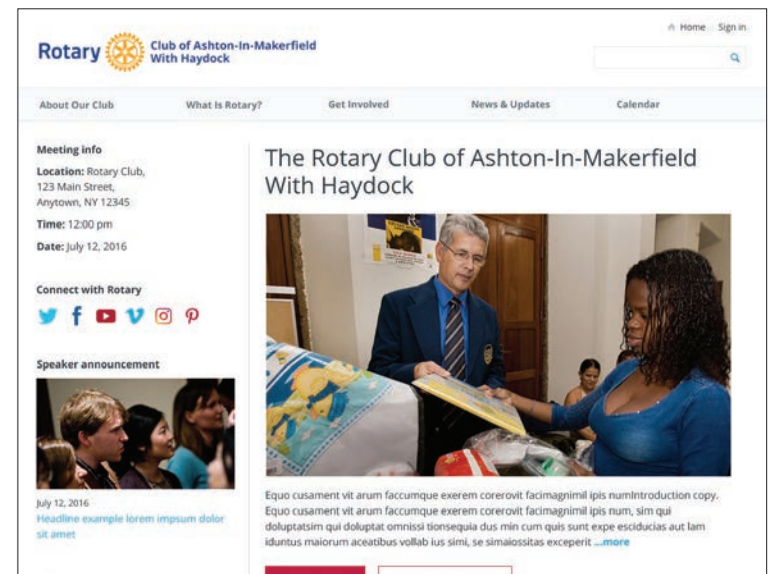 Home Sign in
Rotary
Club of Ashton-In-Makerfield
With Haydock
About Our Club What Is Rotary? Get Involved News & Updates Calendar
Meeting info
Location: Rotary Club,
123 Main Street,
Anytown, NY 12345
Time: 12:00 pm
Date: July 12, 2016
Connect with Rotary
Speaker announcement
July 12, 2016
Headline example lorem impsum dolor
sit amet
The Rotary Club of Ashton-In-Makerfield
With Haydock
Equo cusament vit arum faccumque exerem corerovit facimagnimil ipis numIntroduction copy.
Equo cusament vit arum faccumque exerem corerovit facimagnimil ipis num, sim qui
doluptatsim qui doluptat omnissi tionsequia dus min cum quis sunt expe esciducias aut lam
iduntus maiorum aceatibus vollab ius simi, se simaiossitas exceperit ...more